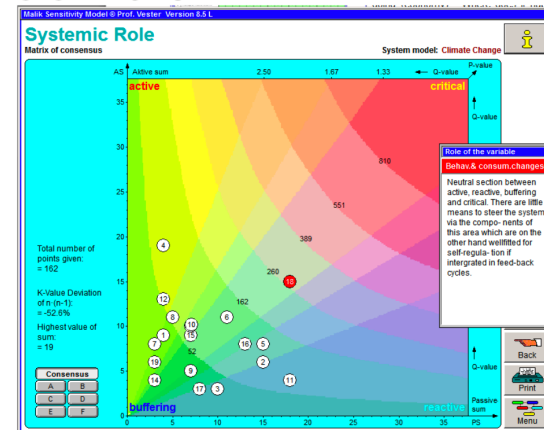 Malik Sensitivity Model ® Prof. Vester Version 8.5 L
Systemic Role
Matrix of consensus
System model: Climate Change
AS
Aktive sum
2.50
1.67
1.33
Q-value
P-value
active
critical
Q-value
35
30
25
20
15
10
5
0
810
551
389
260
162
52
4
18
12
8
6
10
1
15
7
16
5
19
2
9
14
11
17
3
Total number of
points given:
= 162
K-Value Deviation
of n·(n-1):
= -52.6%
Highest value of
sum:
= 19
Consensus
A
B
C
D
E
F
buffering
reactive
Q-value
Passive
sum
0
5
10
15
20
25
30
35
PS
Role of the variable
Behav.& consum.changes
Neutral section between
active, reactive, buffering
and critical. There are little
means to steer the system
via the compo- nents of
this area which are on the
other hand wellfitted for
self-regula- tion if
intergrated in feed-back
cycles.
Back
Print
Menu